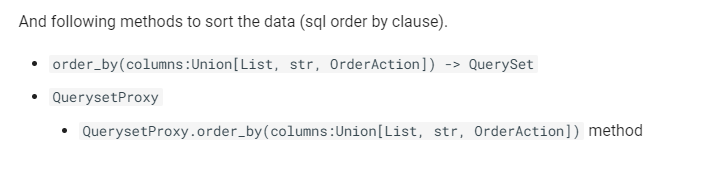 And following methods to sort the data (sql order by clause).
• order_by(columns:Union[List, str, OrderAction]) -> QuerySet
• QuerysetProxy
• QuerysetProxy.order_by(columns:Union[List, str, OrderAction]) method